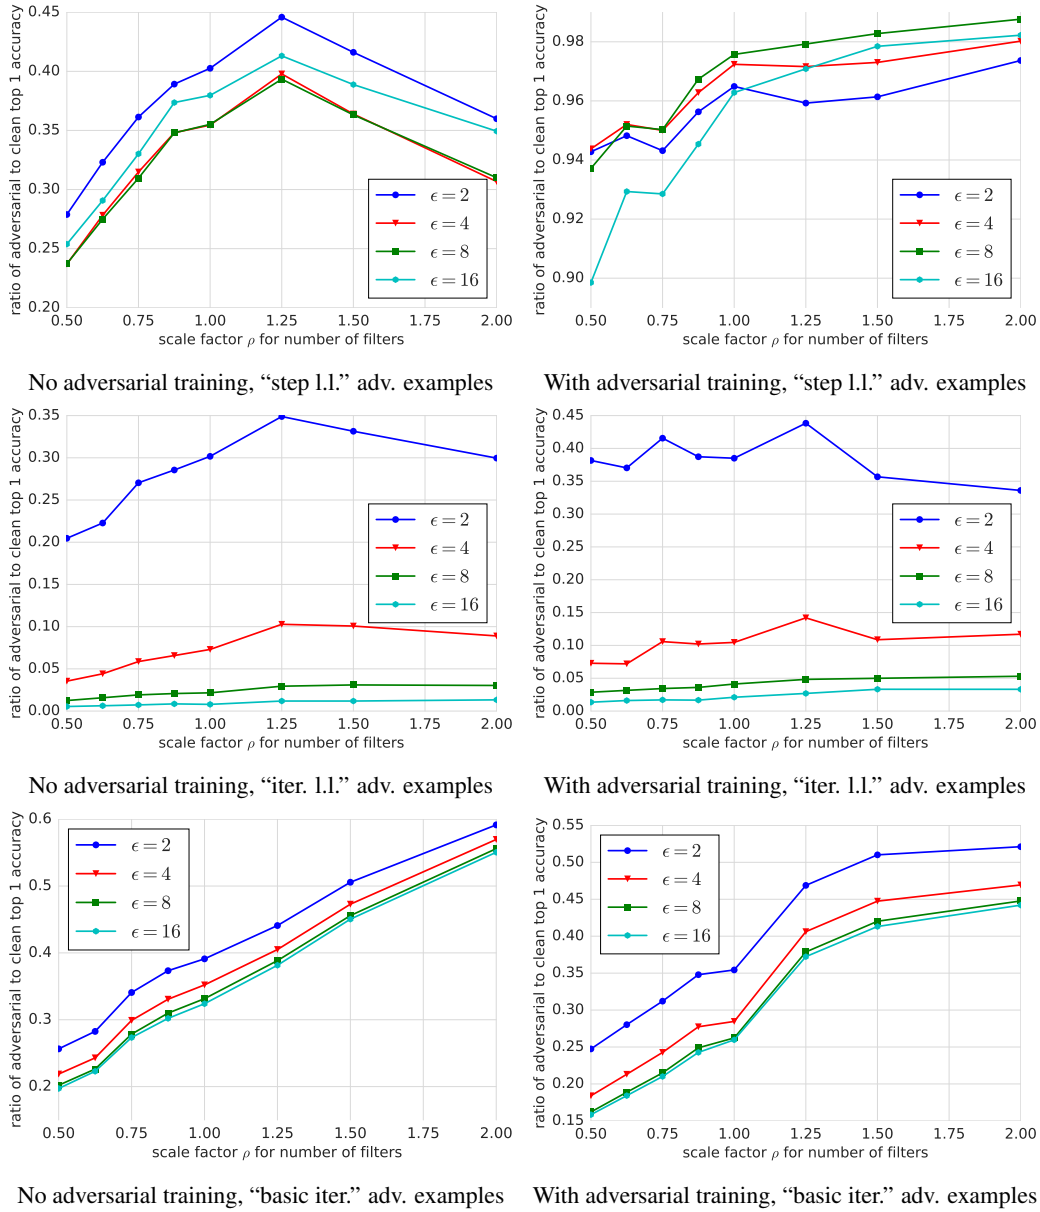 ratio of adversarial to clean top 1 accuracy
0.45
0.40
0.35
0.30
0.25
0.20
0.50 0.75 1.00 1.25 1.50 1.75 2.00
scale factor ρ for number of filters
ϵ = 2
ϵ = 4
ϵ = 8
ϵ = 16
No adversarial training, “step l.l.” adv. examples
ratio of adversarial to clean top 1 accuracy
0.98
0.96
0.94
0.92
0.90
0.50 0.75 1.00 1.25 1.50 1.75 2.00
scale factor ρ for number of filters
ϵ = 2
ϵ = 4
ϵ = 8
ϵ = 16
With adversarial training, “step l.l.” adv. examples
ratio of adversarial to clean top 1 accuracy
0.35
0.30
0.25
0.20
0.15
0.10
0.05
0.00
0.50 0.75 1.00 1.25 1.50 1.75 2.00
scale factor ρ for number of filters
ϵ = 2
ϵ = 4
ϵ = 8
ϵ = 16
No adversarial training, “iter. l.l.” adv. examples
ratio of adversarial to clean top 1 accuracy
0.45
0.40
0.35
0.30
0.25
0.20
0.15
0.10
0.05
0.00
0.50 0.75 1.00 1.25 1.50 1.75 2.00
scale factor ρ for number of filters
ϵ = 2
ϵ = 4
ϵ = 8
ϵ = 16
With adversarial training, “iter. l.l.” adv. examples
ratio of adversarial to clean top 1 accuracy
0.6
0.5
0.4
0.3
0.2
0.50 0.75 1.00 1.25 1.50 1.75 2.00
scale factor ρ for number of filters
ϵ = 2
ϵ = 4
ϵ = 8
ϵ = 16
No adversarial training, “basic iter.” adv. examples
ratio of adversarial to clean top 1 accuracy
0.55
0.50
0.45
0.40
0.35
0.30
0.25
0.20
0.15
0.50 0.75 1.00 1.25 1.50 1.75 2.00
scale factor ρ for number of filters
ϵ = 2
ϵ = 4
ϵ = 8
ϵ = 16
With adversarial training, “basic iter.” adv. examples